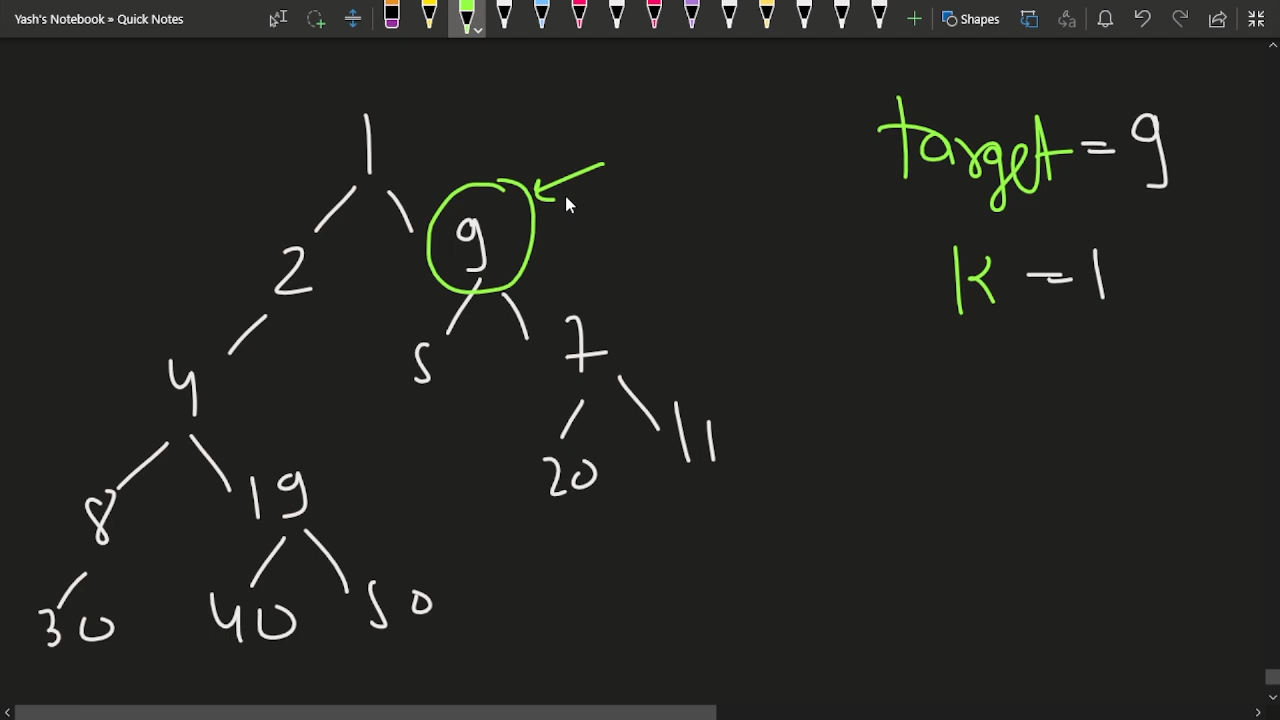 Yash's Notebook » Quick Notes
Shapes
1
target = 9
2 9
k = 1
4 5 7
8 19 20 11
30 40 50